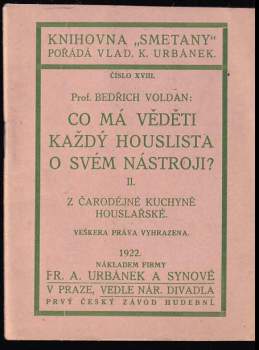 KNIHOVNA „SMETANY"
POŘÁDÁ VLAD. K. URBÁNEK.
ČÍSLO XVIII.
Prof. BEDŘICH VOLDAN:
CO MÁ VĚDĚTI
KAŽDÝ HOUSLISTA
O SVÉM NÁSTROJI?
II.
Z ČARODĚJNÉ KUCHYNĚ
HOUSLAŘSKÉ.
VEŠKERA PRÁVA VYHRAZENA.
1922.
NÁKLADEM FIRMY
FR. A. URBÁNEK A SYNOVÉ
V PRAZE, VEDLE NÁR. DIVADLA
PRVÝ ČESKÝ ZÁVOD HUDEBNÍ.